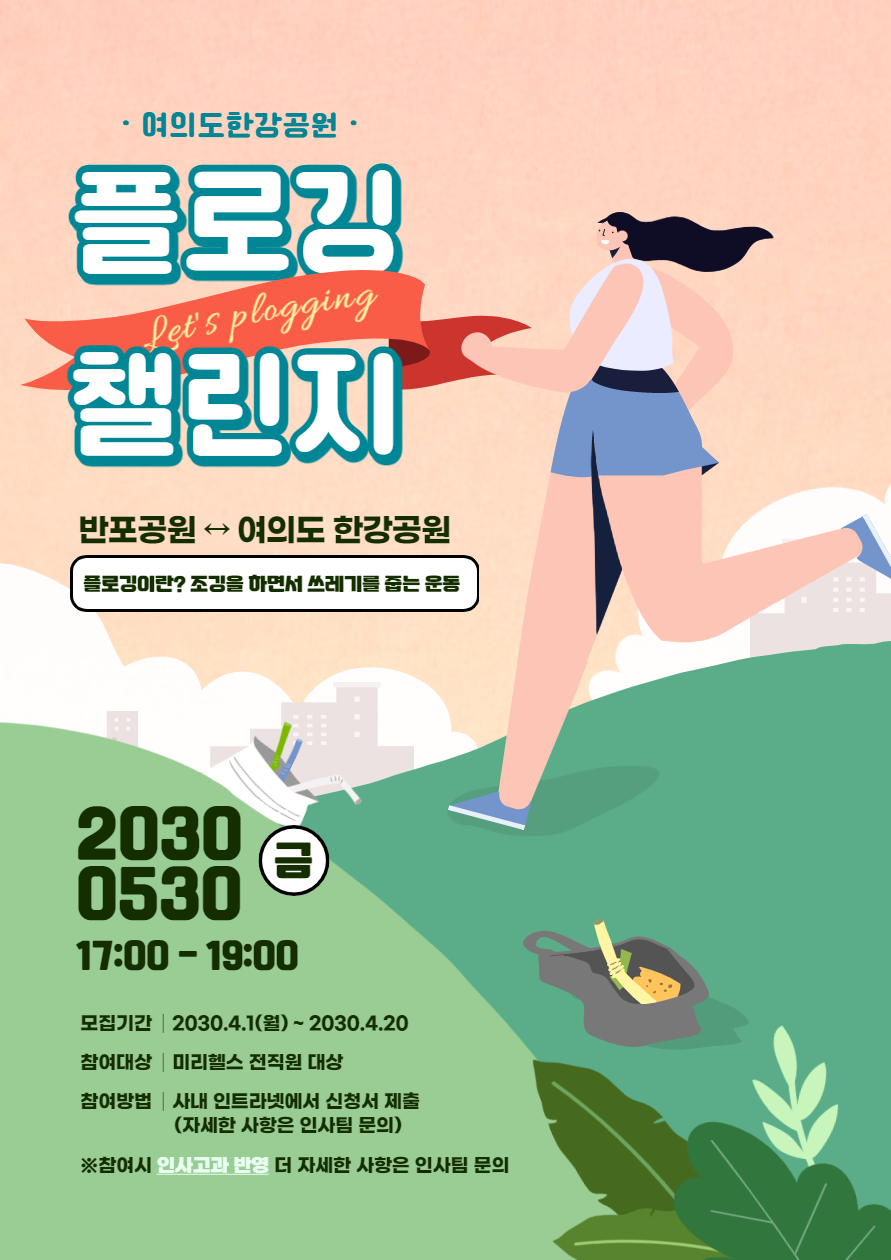 · 여의도한강공원 ·
플로깅
Let's plogging
챌린지
반포공원 ↔ 여의도 한강공원
플로깅이란? 조깅을 하면서 쓰레기를 줍는 운동
2030
0530 금
17:00 – 19:00
모집기간 | 2030.4.1(월) ~ 2030.4.20
참여대상 | 미리헬스 전직원 대상
참여방법 | 사내 인트라넷에서 신청서 제출
(자세한 사항은 인사팀 문의)
※참여시 인사고과 반영 더 자세한 사항은 인사팀 문의